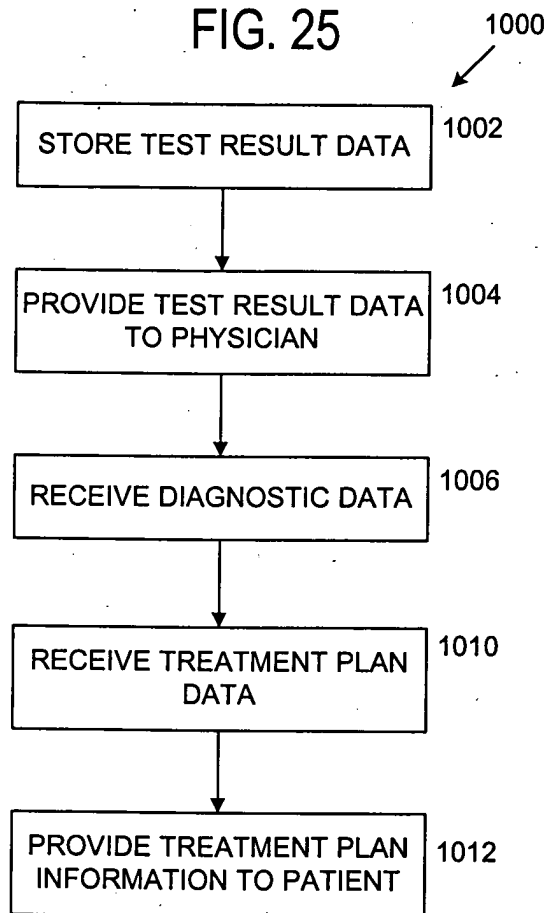 FIG. 25
1000
STORE TEST RESULT DATA
1002
PROVIDE TEST RESULT DATA
TO PHYSICIAN
1004
RECEIVE DIAGNOSTIC DATA
1006
RECEIVE TREATMENT PLAN
DATA
1010
PROVIDE TREATMENT PLAN
INFORMATION TO PATIENT
1012